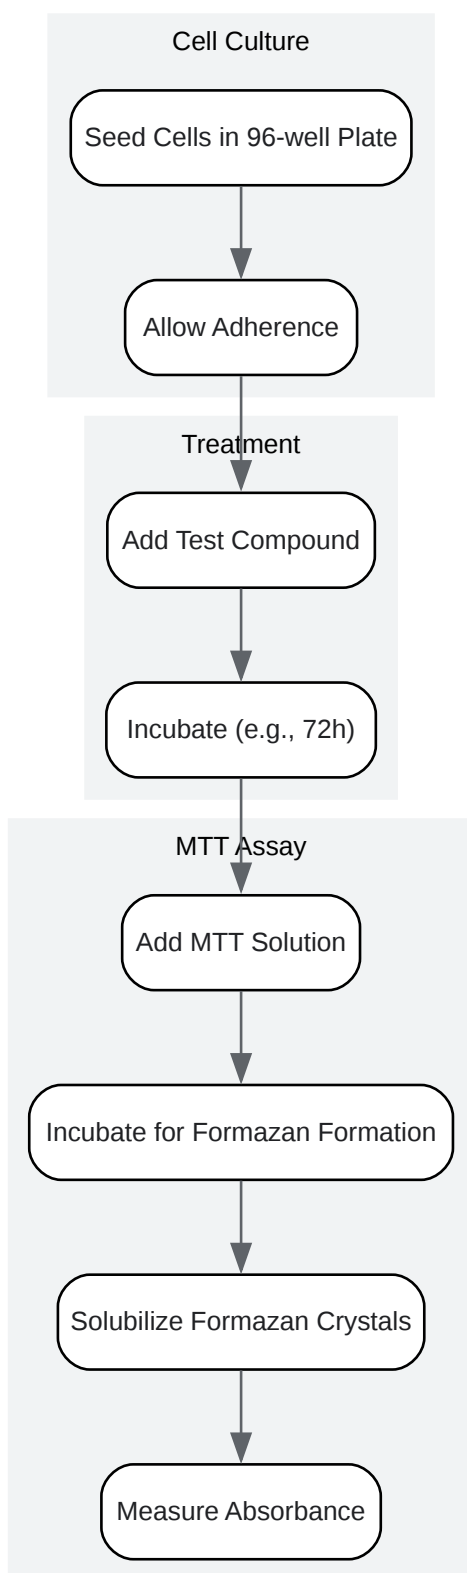 Cell Culture
Seed Cells in 96-well Plate
Allow Adherence
Treatment
Add Test Compound
Incubate (e.g., 72h)
MTT Assay
Add MTT Solution
Incubate for Formazan Formation
Solubilize Formazan Crystals
Measure Absorbance